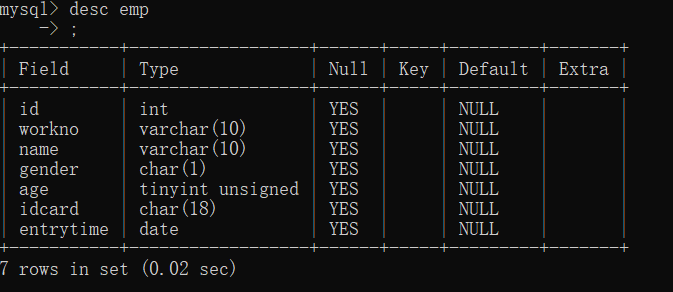 mysql> desc emp
    -> ;
+-----------+------------------+------+-----+---------+-------+
| Field     | Type             | Null | Key | Default | Extra |
+-----------+------------------+------+-----+---------+-------+
| id        | int              | YES  |     | NULL    |       |
| workno    | varchar(10)      | YES  |     | NULL    |       |
| name      | varchar(10)      | YES  |     | NULL    |       |
| gender    | char(1)          | YES  |     | NULL    |       |
| age       | tinyint unsigned | YES  |     | NULL    |       |
| idcard    | char(18)         | YES  |     | NULL    |       |
| entrytime | date             | YES  |     | NULL    |       |
+-----------+------------------+------+-----+---------+-------+
7 rows in set (0.02 sec)